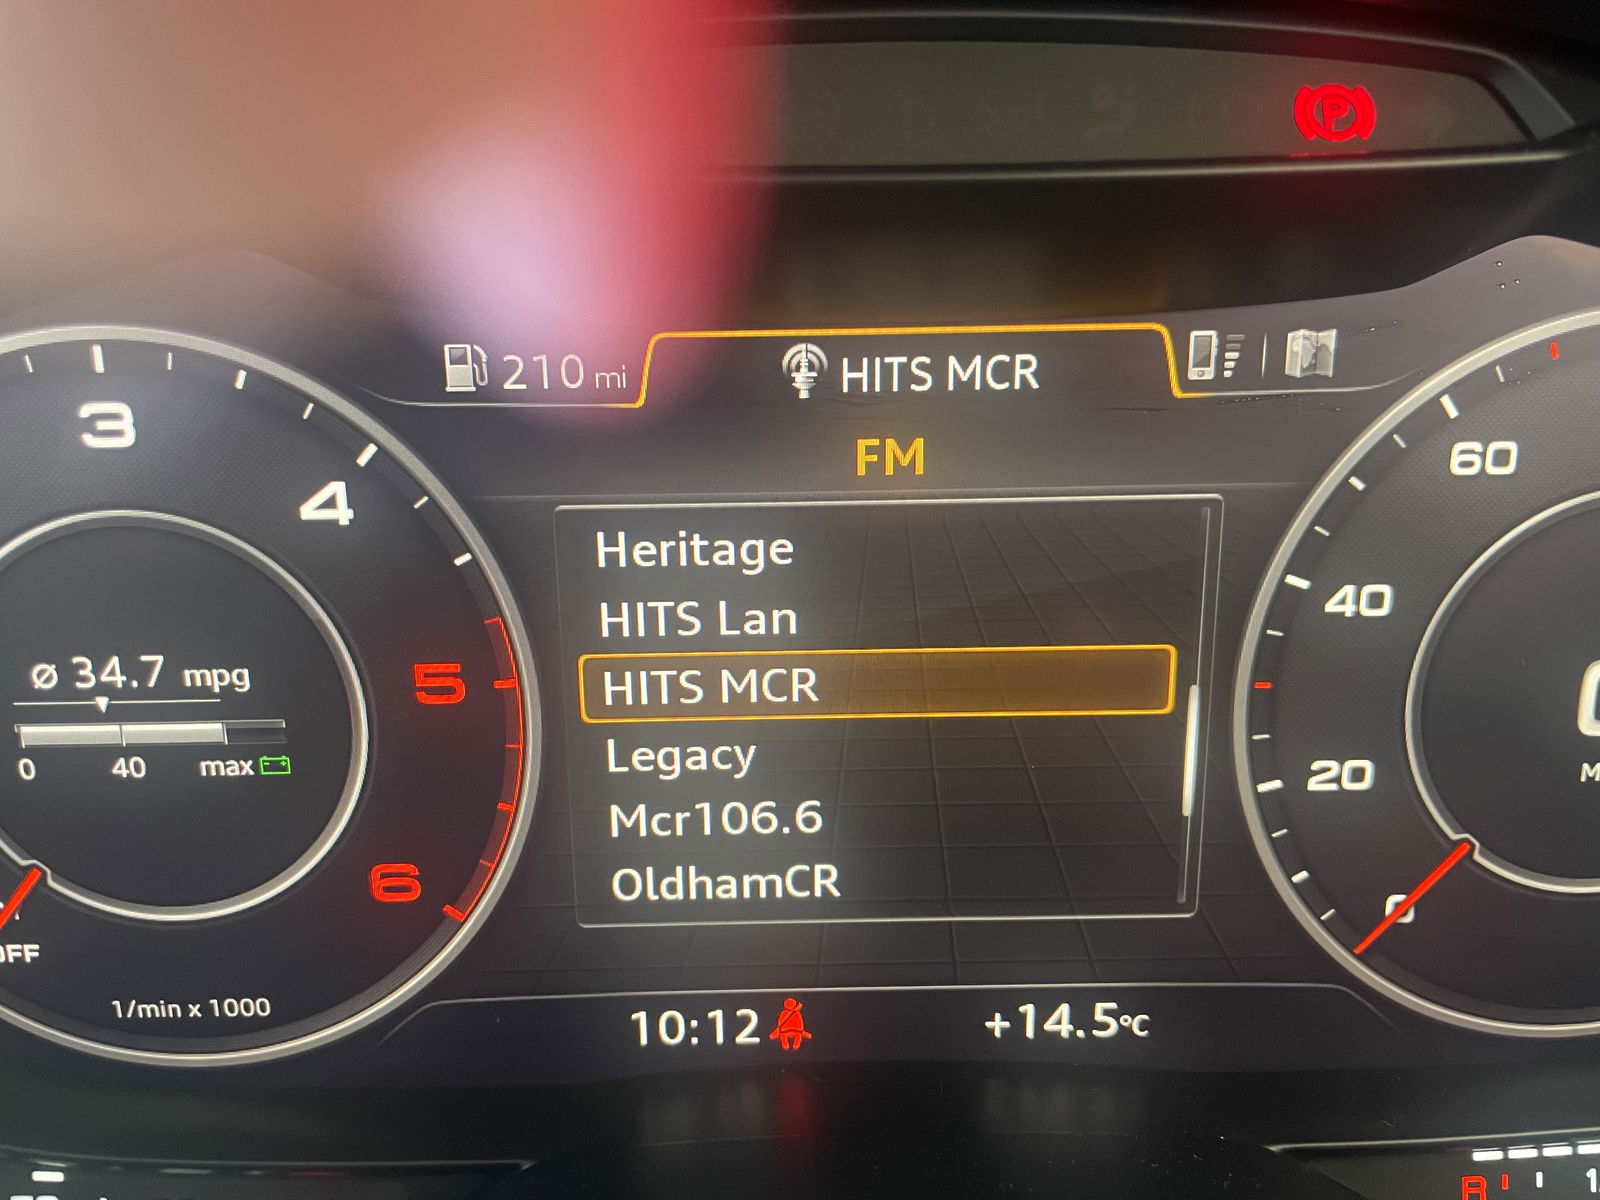 P
210 mi
HITS MCR
FM
Heritage
HITS Lan
HITS MCR
Legacy
Mcr106.6
OldhamCR
10:12
+14.5°C
3
4
5
6
ø 34.7 mpg
0 40 max
1/min x 1000
60
40
20
0
R